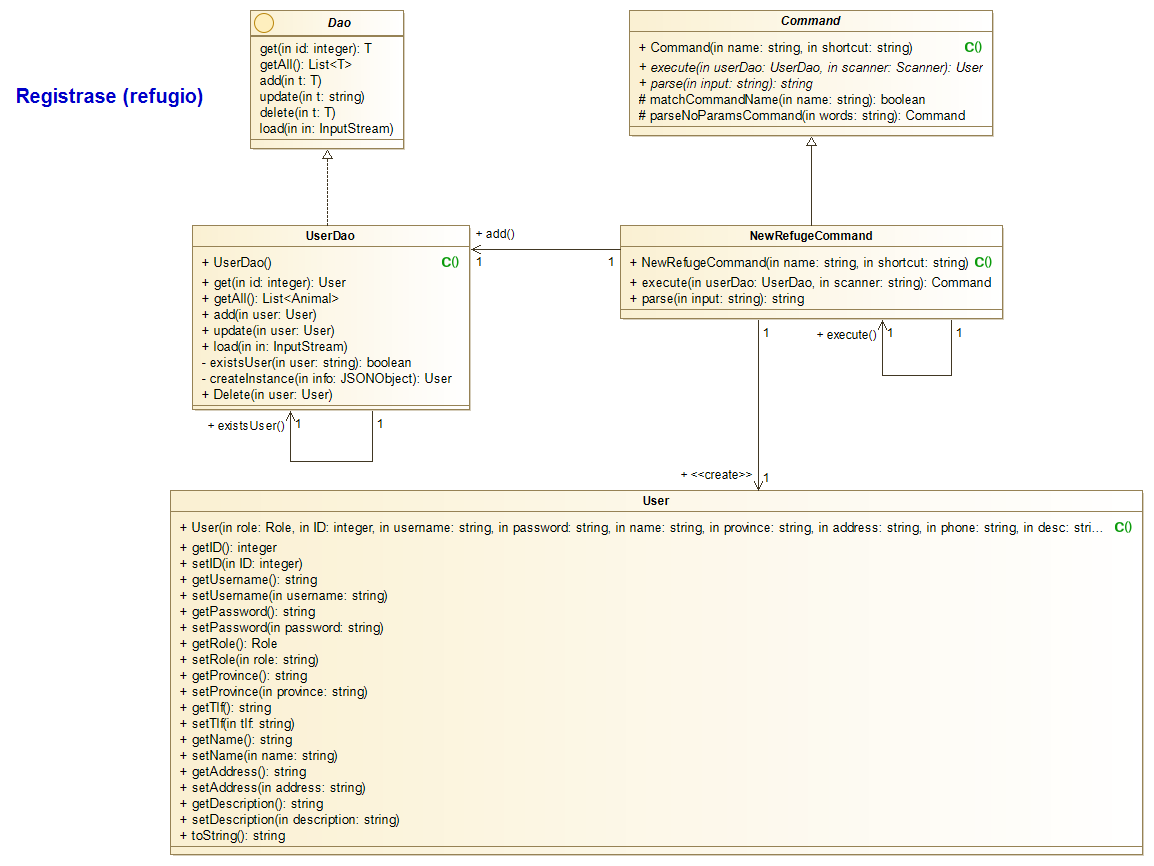 Registrase (refugio)
Dao
get(in id: integer): T
getAll(): List<T>
add(in t: T)
update(in t: string)
delete(in t: T)
load(in in: InputStream)
Command
+ Command(in name: string, in shortcut: string) C()
+ execute(in userDao: UserDao, in scanner: Scanner): User
+ parse(in input: string): string
# matchCommandName(in name: string): boolean
# parseNoParamsCommand(in words: string): Command
UserDao
+ UserDao() C()
+ get(in id: integer): User
+ getAll(): List<Animal>
+ add(in user: User)
+ update(in user: User)
+ load(in in: InputStream)
- existsUser(in user: string): boolean
- createInstance(in info: JSONObject): User
+ Delete(in user: User)
+ add()
1
1
NewRefugeCommand
+ NewRefugeCommand(in name: string, in shortcut: string) C()
+ execute(in userDao: UserDao, in scanner: string): Command
+ parse(in input: string): string
1
+ execute() 1
1
+ existsUser() 1
1
+ <<create>> 1
User
+ User(in role: Role, in ID: integer, in username: string, in password: string, in name: string, in province: string, in address: string, in phone: string, in desc: stri... C()
+ getID(): integer
+ setID(in ID: integer)
+ getUsername(): string
+ setUsername(in username: string)
+ getPassword(): string
+ setPassword(in password: string)
+ getRole(): Role
+ setRole(in role: string)
+ getProvince(): string
+ setProvince(in province: string)
+ getTlf(): string
+ setTlf(in tlf: string)
+ getName(): string
+ setName(in name: string)
+ getAddress(): string
+ setAddress(in address: string)
+ getDescription(): string
+ setDescription(in description: string)
+ toString(): string